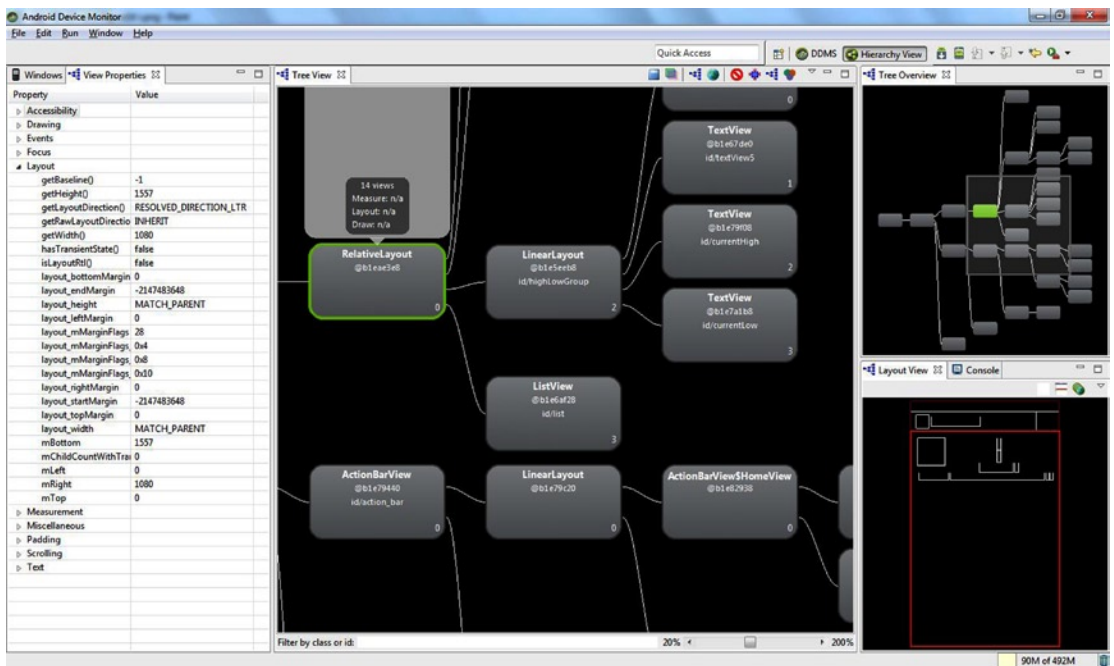 Android Device Monitor
File Edit Run Window Help
Quick Access DDMS Hierarchy View
Windows View Properties
Property Value
Accessibility
Drawing
Events
Focus
Layout
getBaseline() -1
getHeight() 1557
getLayoutDirection() RESOLVED_DIRECTION_LTR
getRawLayoutDirectio INHERIT
getWidth() 1080
hasTransientState() false
isLayoutRtl() false
layout_bottomMargin 0
layout_endMargin -2147483648
layout_height MATCH_PARENT
layout_leftMargin 0
layout_mMarginFlags 28
layout_mMarginFlags_ 0x4
layout_mMarginFlags_ 0x8
layout_mMarginFlags_ 0x10
layout_rightMargin 0
layout_startMargin -2147483648
layout_topMargin 0
layout_width MATCH_PARENT
mBottom 1557
mChildCountWithTran 0
mLeft 0
mRight 1080
mTop 0
Measurement
Miscellaneous
Padding
Scrolling
Text
Tree View
0
TextView
@b1e67de0
id/textView5
1
14 views
Measure: n/a
Layout: n/a
Draw: n/a
TextView
@b1e79f08
id/currentHigh
2
RelativeLayout
@b1eae3e8
0
LinearLayout
@b1e5eeb8
id/highLowGroup
2
TextView
@b1e7a1b8
id/currentLow
3
ListView
@b1e6af28
id/list
3
ActionBarView
@b1e79440
id/action_bar
0
LinearLayout
@b1e79c20
0
ActionBarView$HomeView
@b1e82938
0
Filter by class or id: 20% 200%
Tree Overview
Layout View Console
90M of 492M